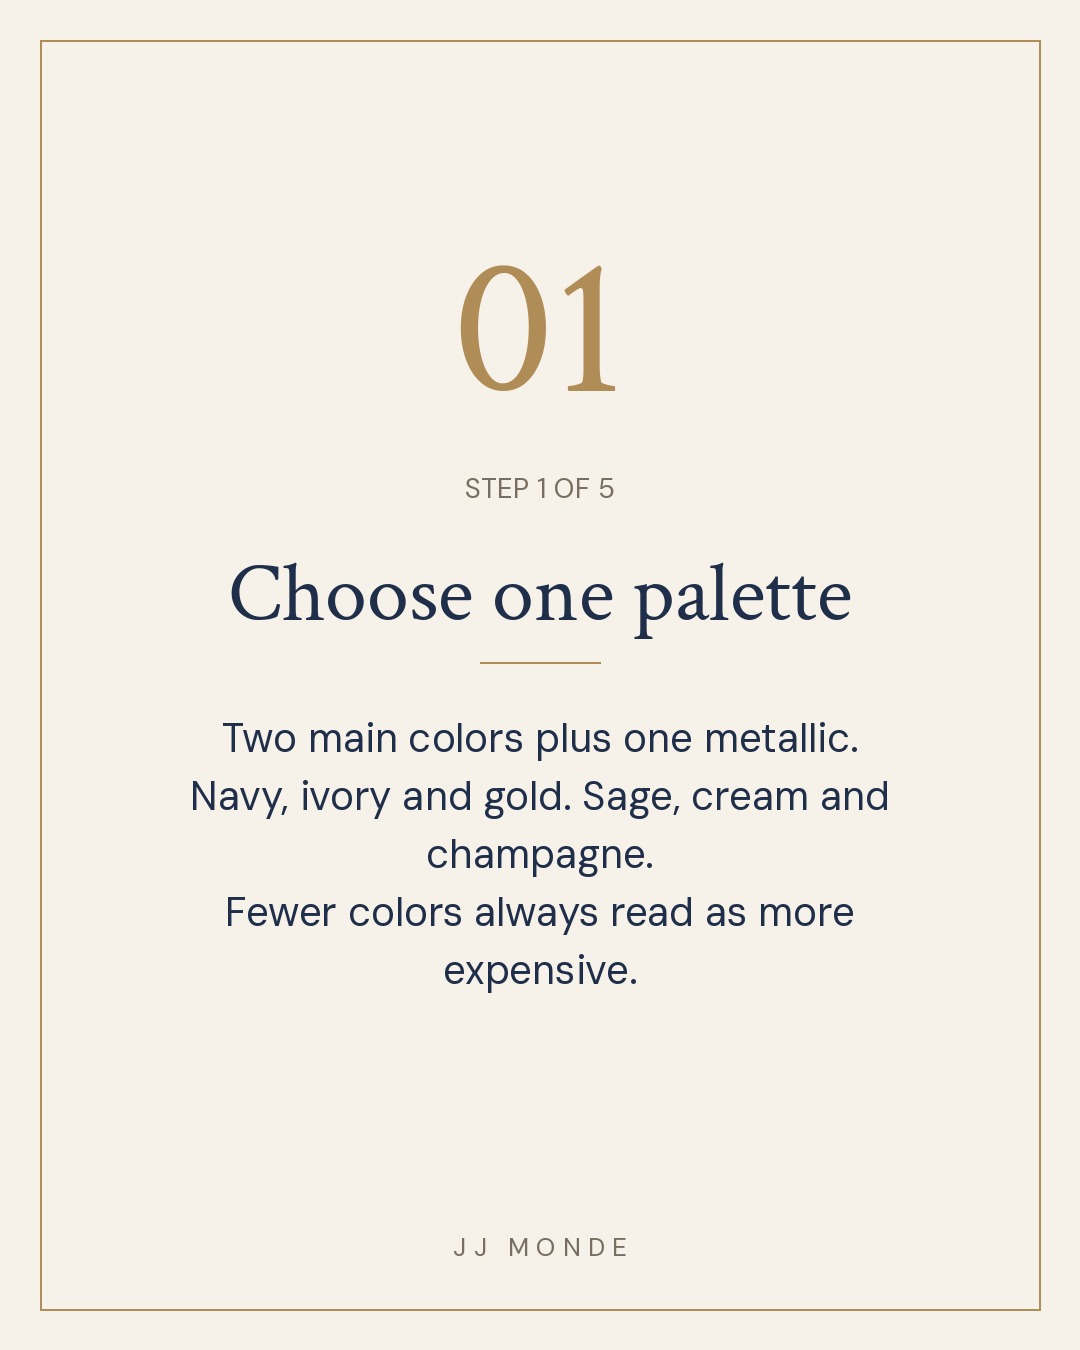 01
STEP 1 OF 5
Choose one palette
Two main colors plus one metallic.
Navy, ivory and gold. Sage, cream and
champagne.
Fewer colors always read as more
expensive.
JJ MONDE